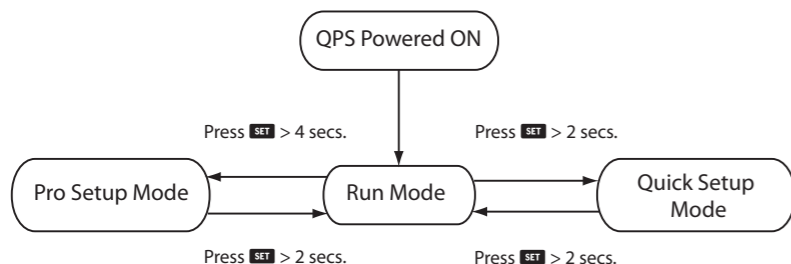 QPS Powered ON
Press SET > 4 secs.
Press SET > 2 secs.
Pro Setup Mode
Run Mode
Quick Setup
Mode
Press SET > 2 secs.
Press SET > 2 secs.